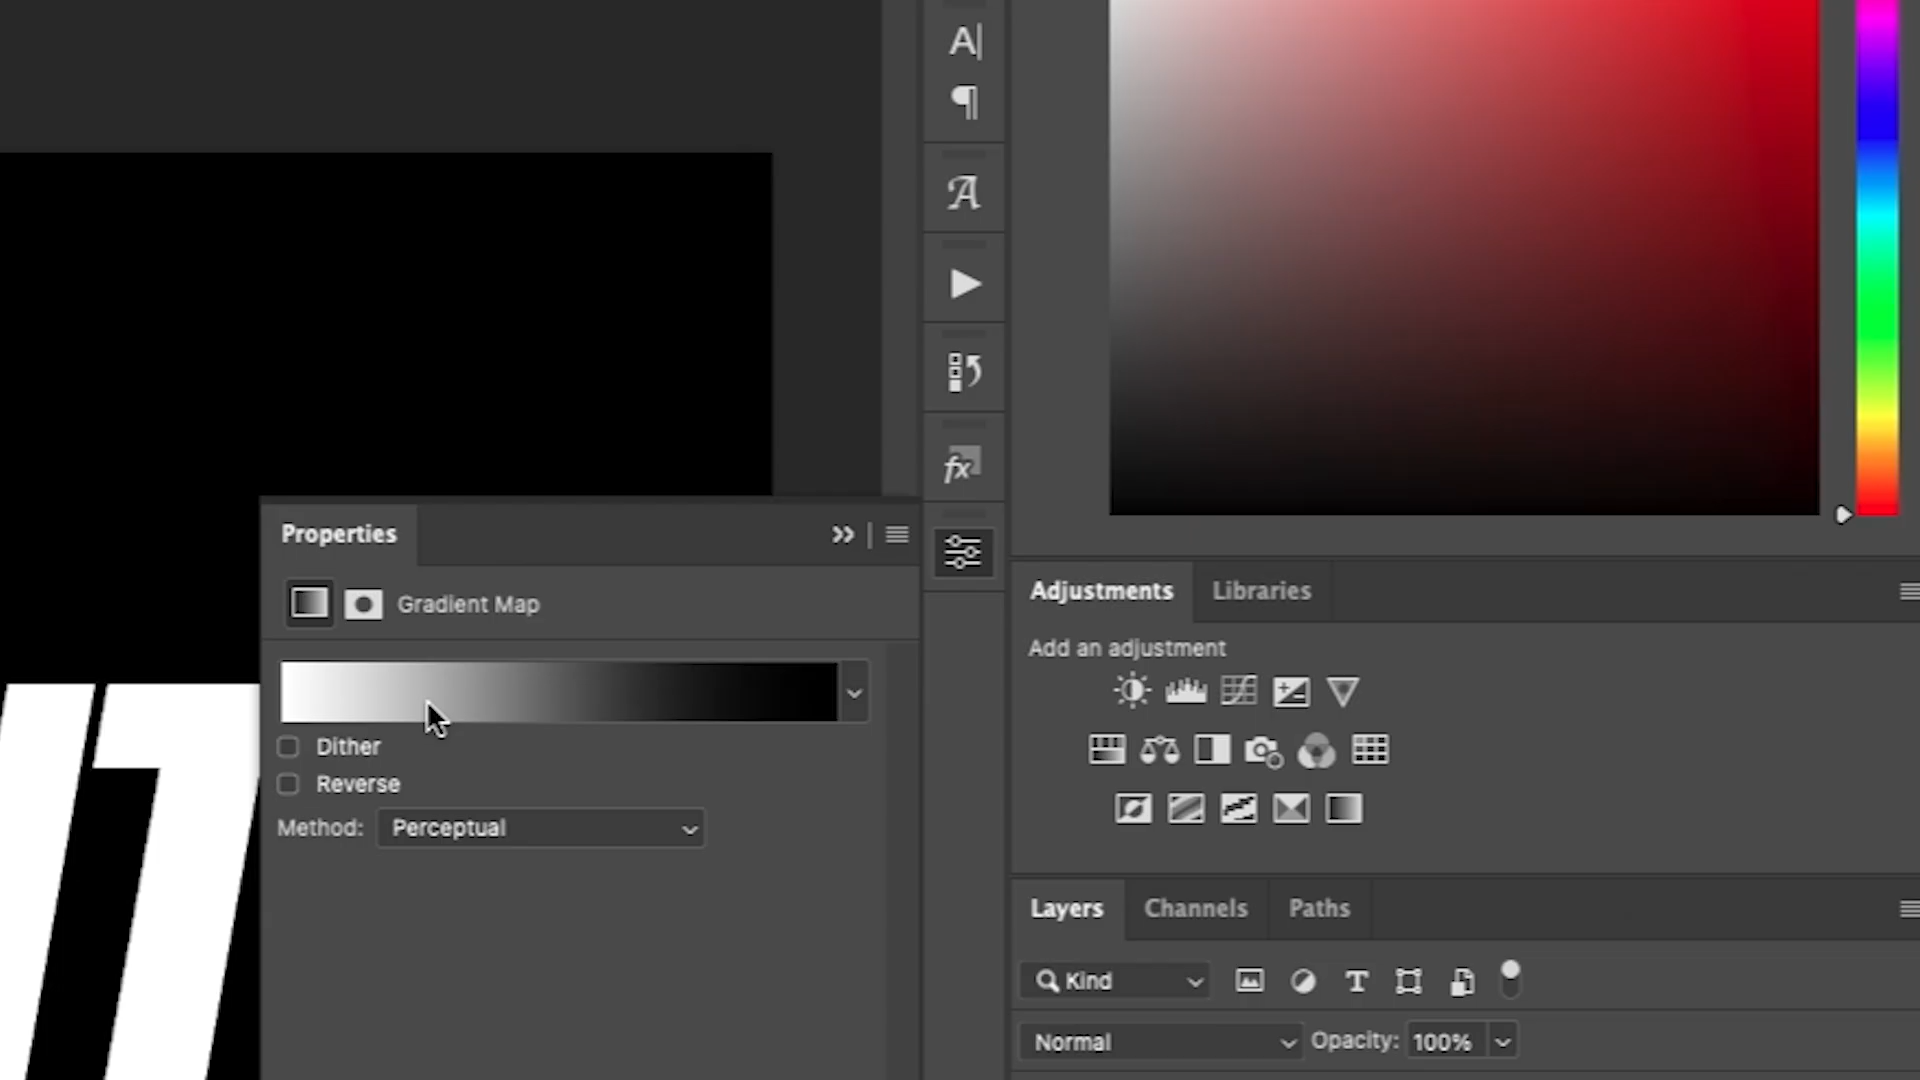 Properties
Gradient Map
Dither
Reverse
Method: Perceptual
Adjustments Libraries
Add an adjustment
Layers Channels Paths
Kind
Normal Opacity: 100%